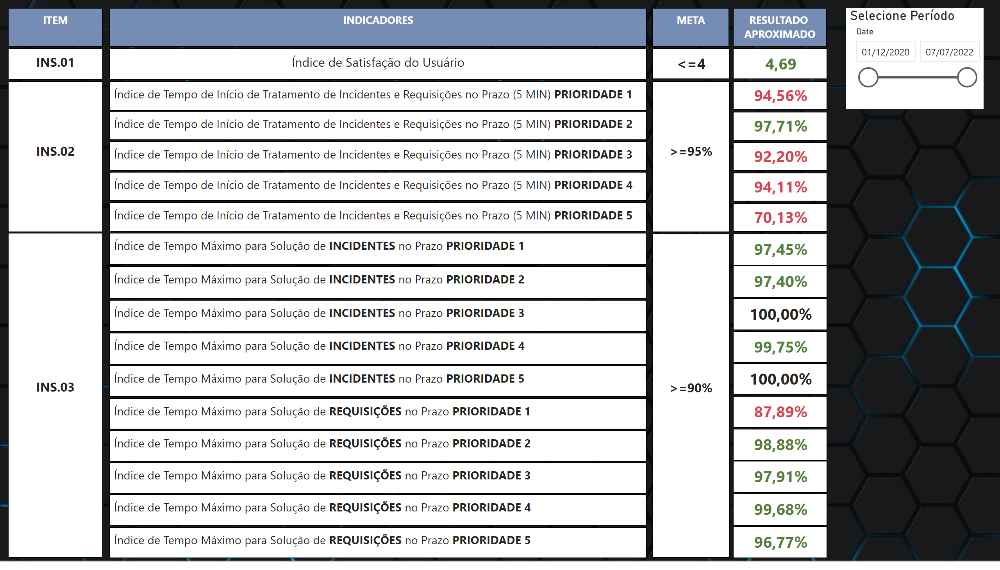 ITEM
INDICADORES
META
RESULTADO
APROXIMADO
INS.01
Índice de Satisfação do Usuário
<=4
4,69
INS.02
>=95%
Índice de Tempo de Início de Tratamento de Incidentes e Requisições no Prazo (5 MIN) PRIORIDADE 1
94,56%
Índice de Tempo de Início de Tratamento de Incidentes e Requisições no Prazo (5 MIN) PRIORIDADE 2
97,71%
Índice de Tempo de Início de Tratamento de Incidentes e Requisições no Prazo (5 MIN) PRIORIDADE 3
92,20%
Índice de Tempo de Início de Tratamento de Incidentes e Requisições no Prazo (5 MIN) PRIORIDADE 4
94,11%
Índice de Tempo de Início de Tratamento de Incidentes e Requisições no Prazo (5 MIN) PRIORIDADE 5
70,13%
INS.03
>=90%
Índice de Tempo Máximo para Solução de INCIDENTES no Prazo PRIORIDADE 1
97,45%
Índice de Tempo Máximo para Solução de INCIDENTES no Prazo PRIORIDADE 2
97,40%
Índice de Tempo Máximo para Solução de INCIDENTES no Prazo PRIORIDADE 3
100,00%
Índice de Tempo Máximo para Solução de INCIDENTES no Prazo PRIORIDADE 4
99,75%
Índice de Tempo Máximo para Solução de INCIDENTES no Prazo PRIORIDADE 5
100,00%
Índice de Tempo Máximo para Solução de REQUISIÇÕES no Prazo PRIORIDADE 1
87,89%
Índice de Tempo Máximo para Solução de REQUISIÇÕES no Prazo PRIORIDADE 2
98,88%
Índice de Tempo Máximo para Solução de REQUISIÇÕES no Prazo PRIORIDADE 3
97,91%
Índice de Tempo Máximo para Solução de REQUISIÇÕES no Prazo PRIORIDADE 4
99,68%
Índice de Tempo Máximo para Solução de REQUISIÇÕES no Prazo PRIORIDADE 5
96,77%
Selecione Período
Date
01/12/2020 07/07/2022